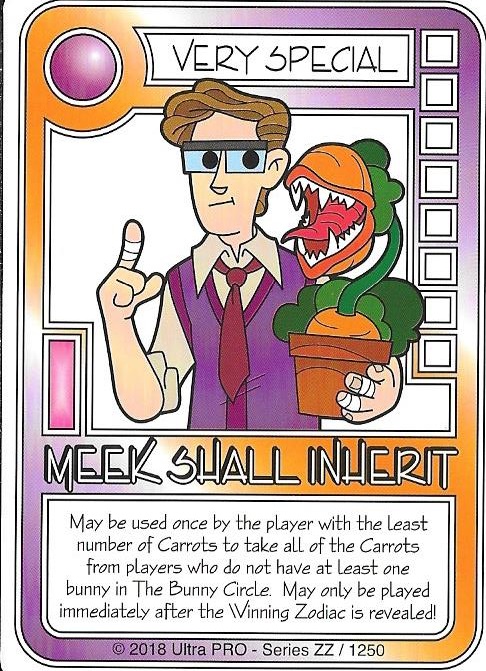 VERY SPECIAL
MEEK SHALL INHERIT
May be used once by the player with the least
number of Carrots to take all of the Carrots
from players who do not have at least one
bunny in The Bunny Circle. May only be played
immediately after the Winning Zodiac is revealed!
© 2018 Ultra PRO - Series ZZ / 1250